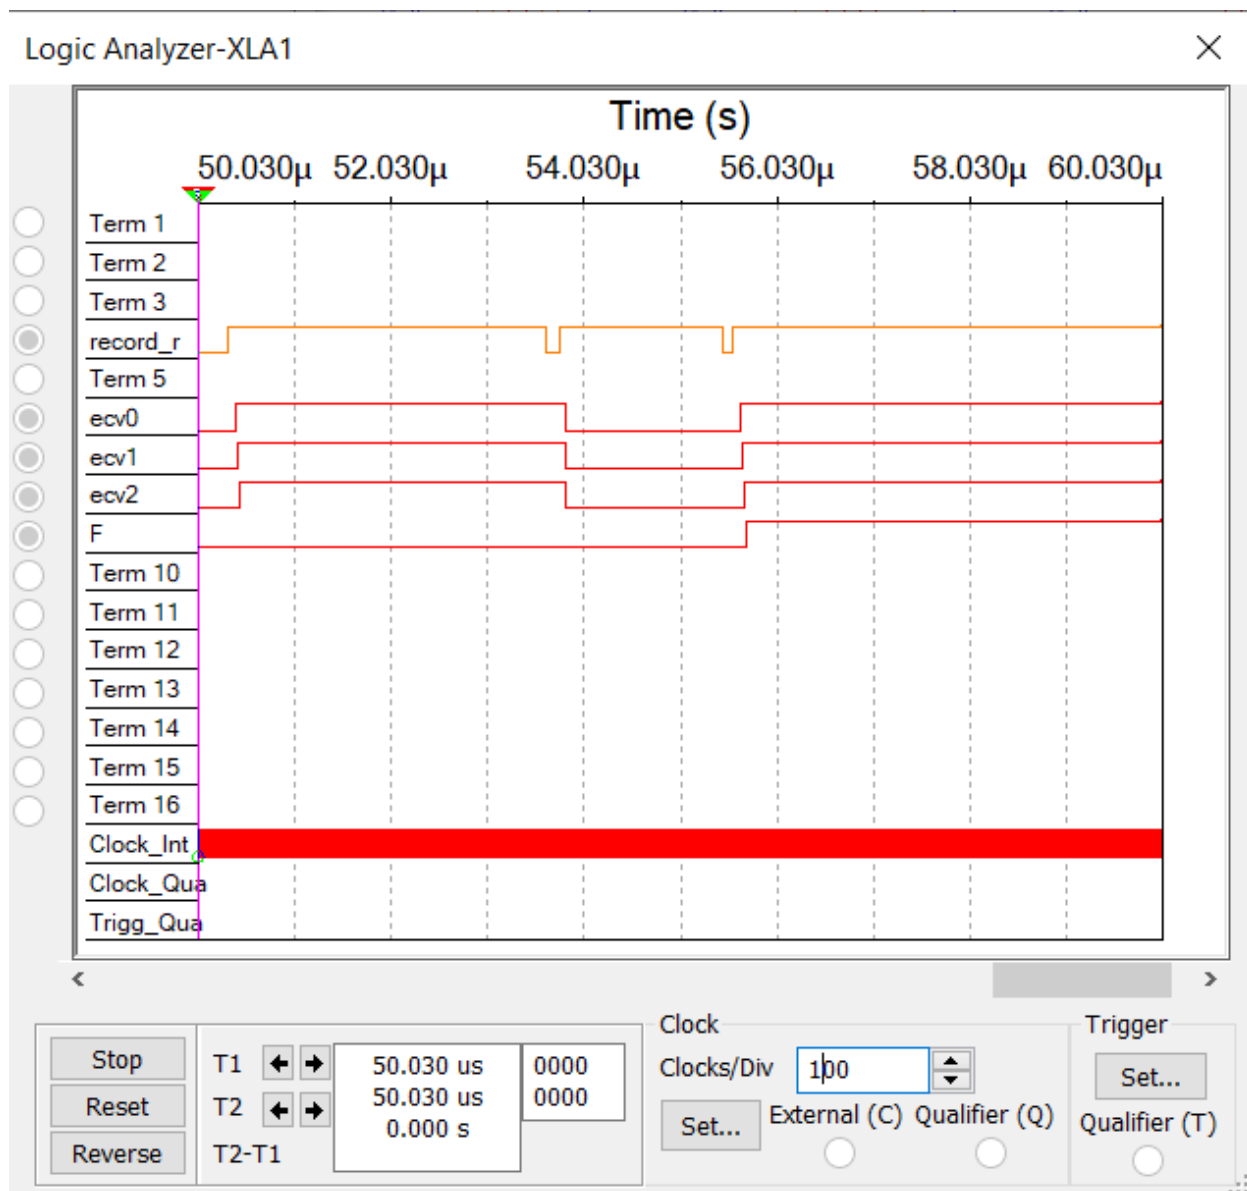 Logic Analyzer-XLA1
Time (s)
50.030µ 52.030µ 54.030µ 56.030µ 58.030µ 60.030µ
Term 1
Term 2
Term 3
record_r
Term 5
ecv0
ecv1
ecv2
F
Term 10
Term 11
Term 12
Term 13
Term 14
Term 15
Term 16
Clock_Int
Clock_Qua
Trigg_Qua
Stop
Reset
Reverse
T1
T2
T2-T1
50.030 us
50.030 us
0.000 s
0000
0000
Clock
Clocks/Div 100
Set...
External (C) Qualifier (Q)
Trigger
Set...
Qualifier (T)